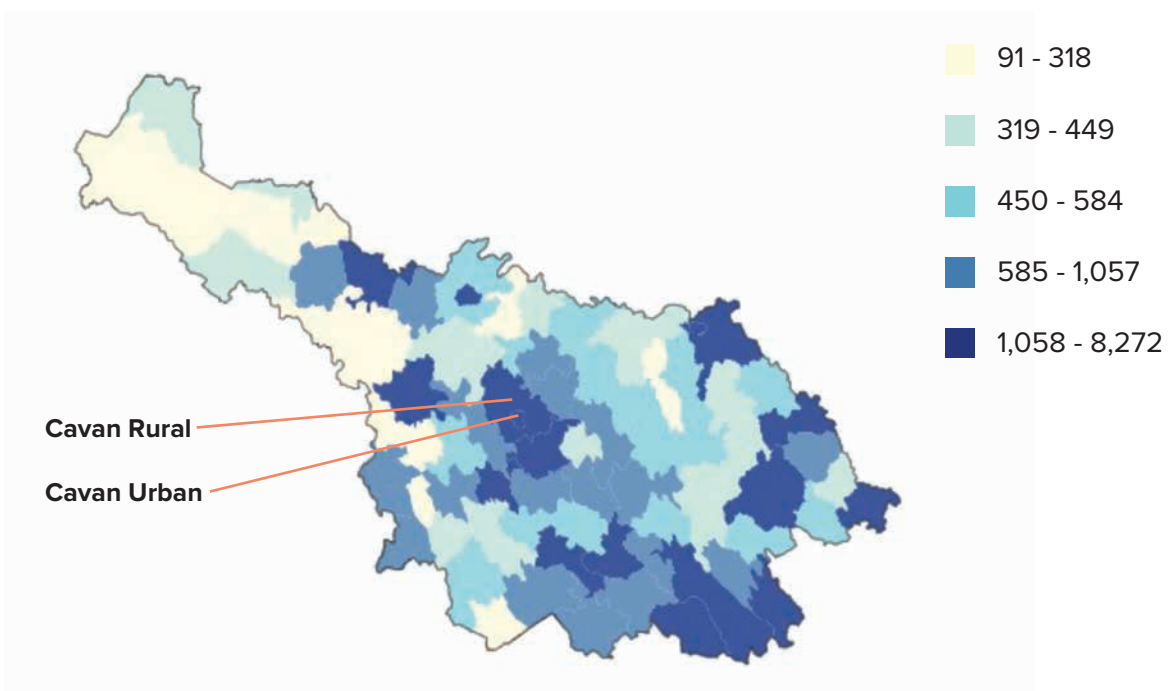 91 - 318
319 - 449
450 - 584
585 - 1,057
1,058 - 8,272
Cavan Rural
Cavan Urban